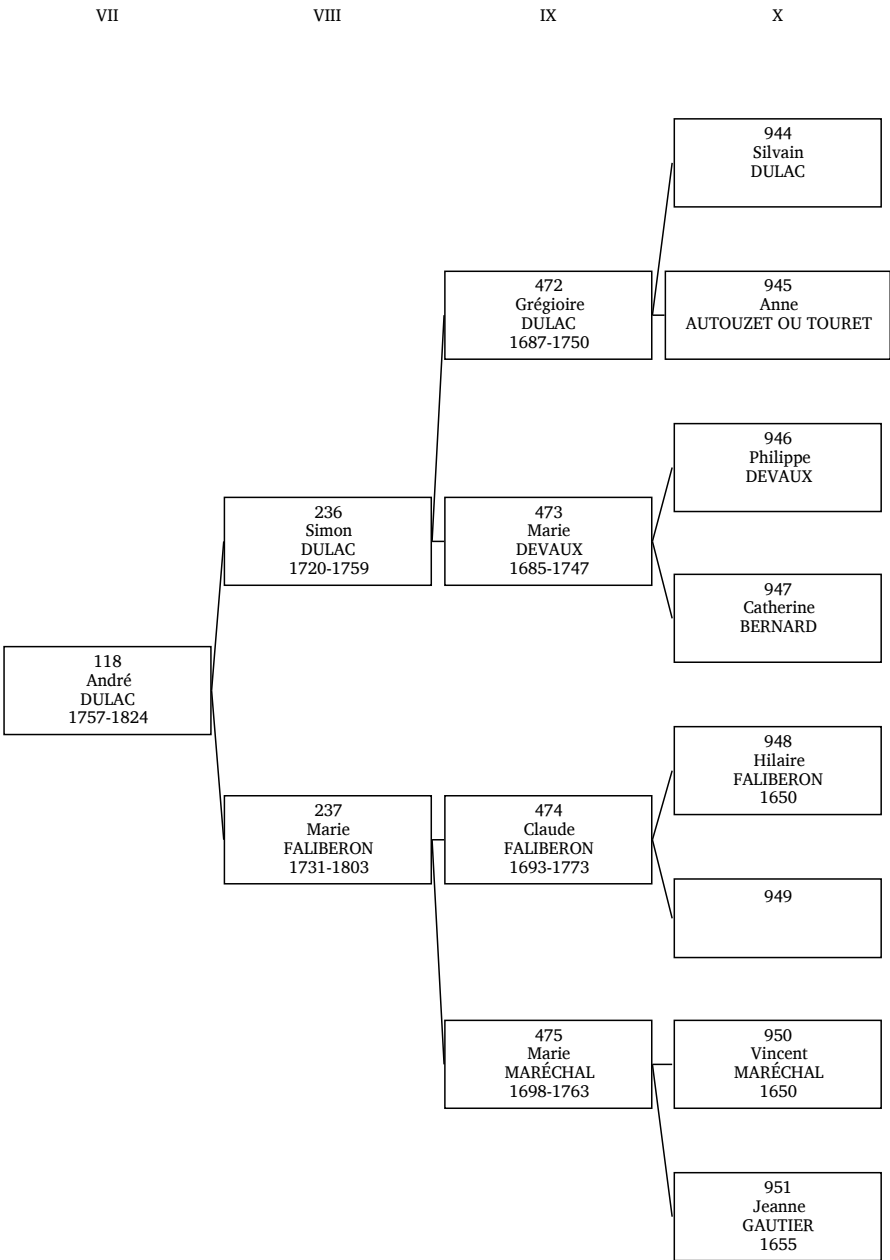 VII VIII IX X
944
Silvain
DULAC
472
Grégioire
DULAC
1687-1750
945
Anne
AUTOUZET OU TOURET
946
Philippe
DEVAUX
236
Simon
DULAC
1720-1759
473
Marie
DEVAUX
1685-1747
947
Catherine
BERNARD
118
André
DULAC
1757-1824
948
Hilaire
FALIBERON
1650
237
Marie
FALIBERON
1731-1803
474
Claude
FALIBERON
1693-1773
949
475
Marie
MARÉCHAL
1698-1763
950
Vincent
MARÉCHAL
1650
951
Jeanne
GAUTIER
1655